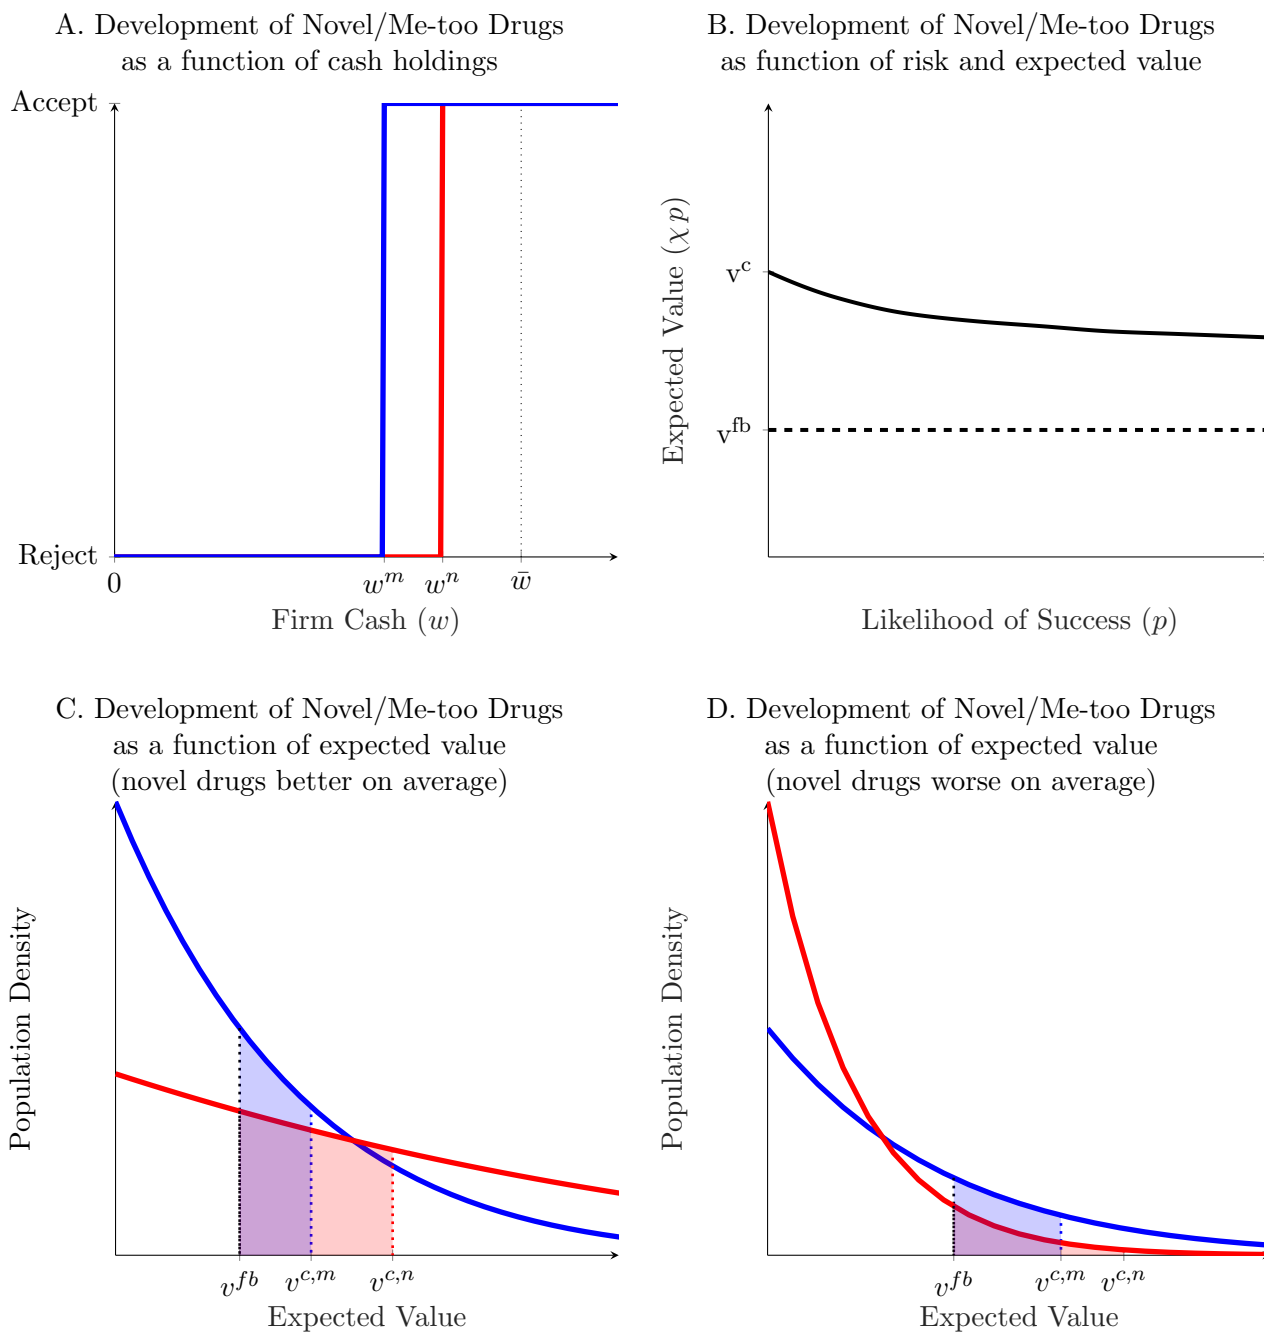 A. Development of Novel/Me-too Drugs
as a function of cash holdings
Accept
Reject
0
w^m
w^n
w̄
Firm Cash (w)
B. Development of Novel/Me-too Drugs
as function of risk and expected value
Expected Value (χp)
v^c
v^fb
Likelihood of Success (p)
C. Development of Novel/Me-too Drugs
as a function of expected value
(novel drugs better on average)
Population Density
v^fb
v^c,m
v^c,n
Expected Value
D. Development of Novel/Me-too Drugs
as a function of expected value
(novel drugs worse on average)
Population Density
v^fb
v^c,m
v^c,n
Expected Value